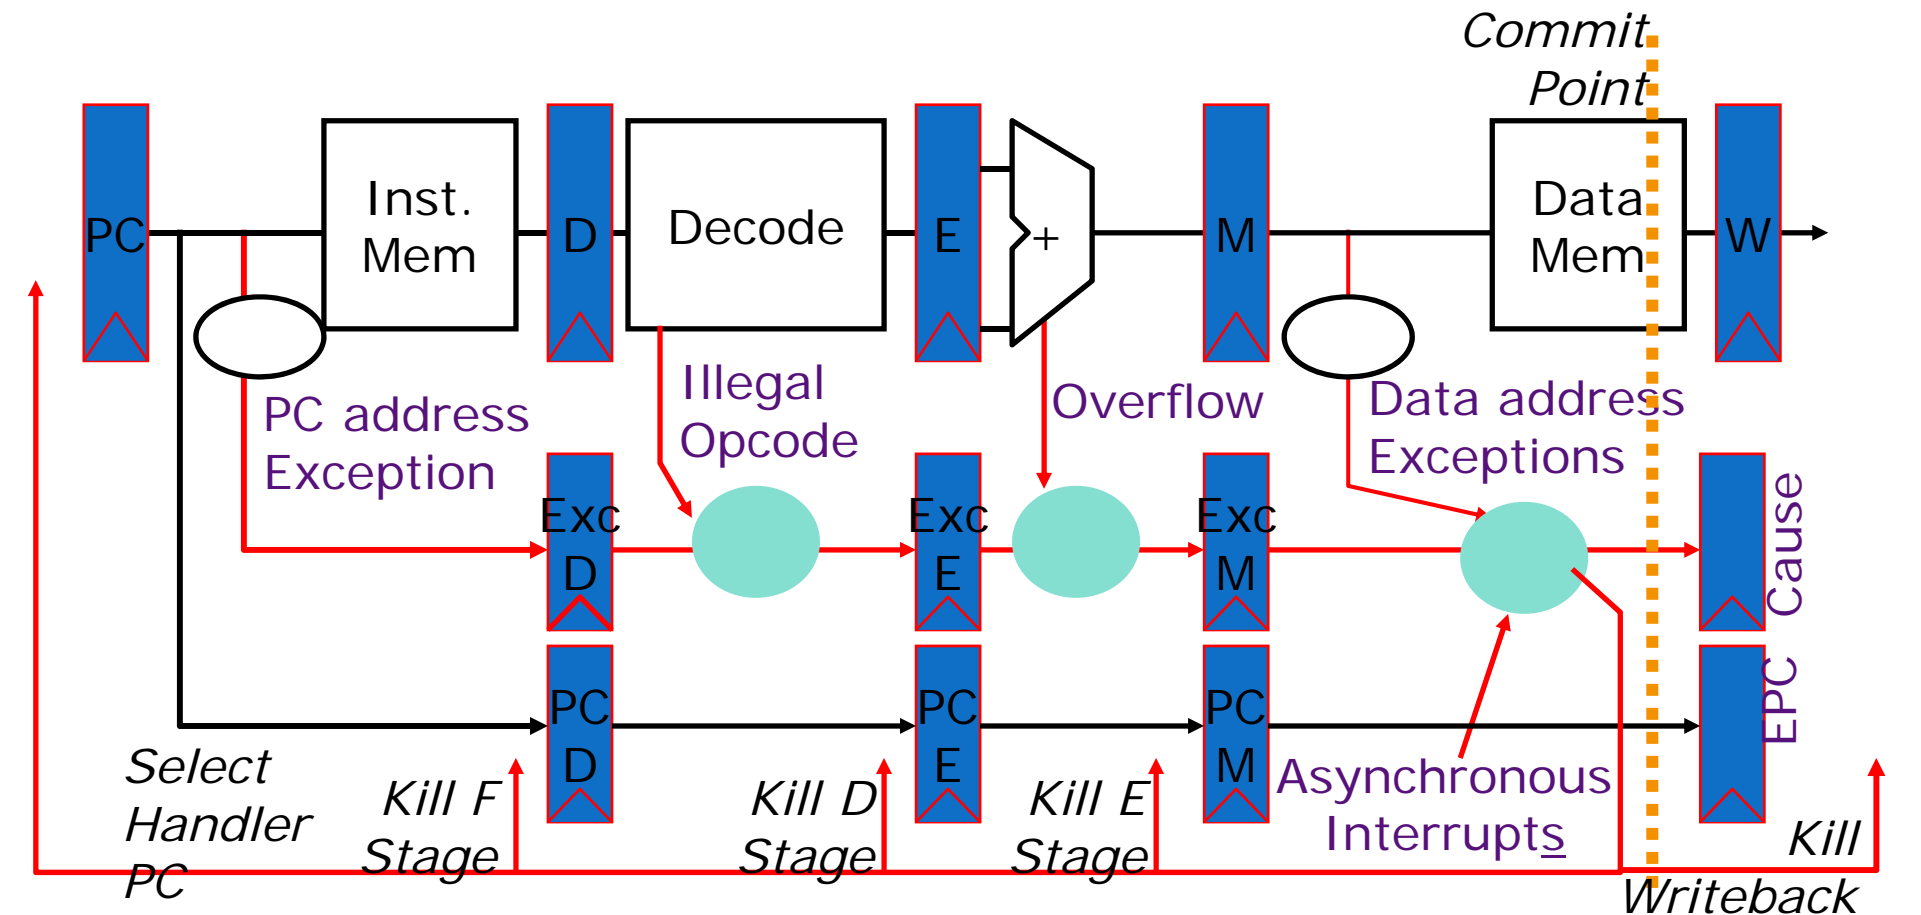 Commit
Point
PC
Inst.
Mem
D
Decode
E
+
M
Data
Mem
W
PC address
Exception
Illegal
Opcode
Overflow
Data address
Exceptions
Exc
D
Exc
E
Exc
M
Cause
PC
D
PC
E
PC
M
EPC
Select
Handler
PC
Kill F
Stage
Kill D
Stage
Kill E
Stage
Asynchronous
Interrupts
Kill
Writeback